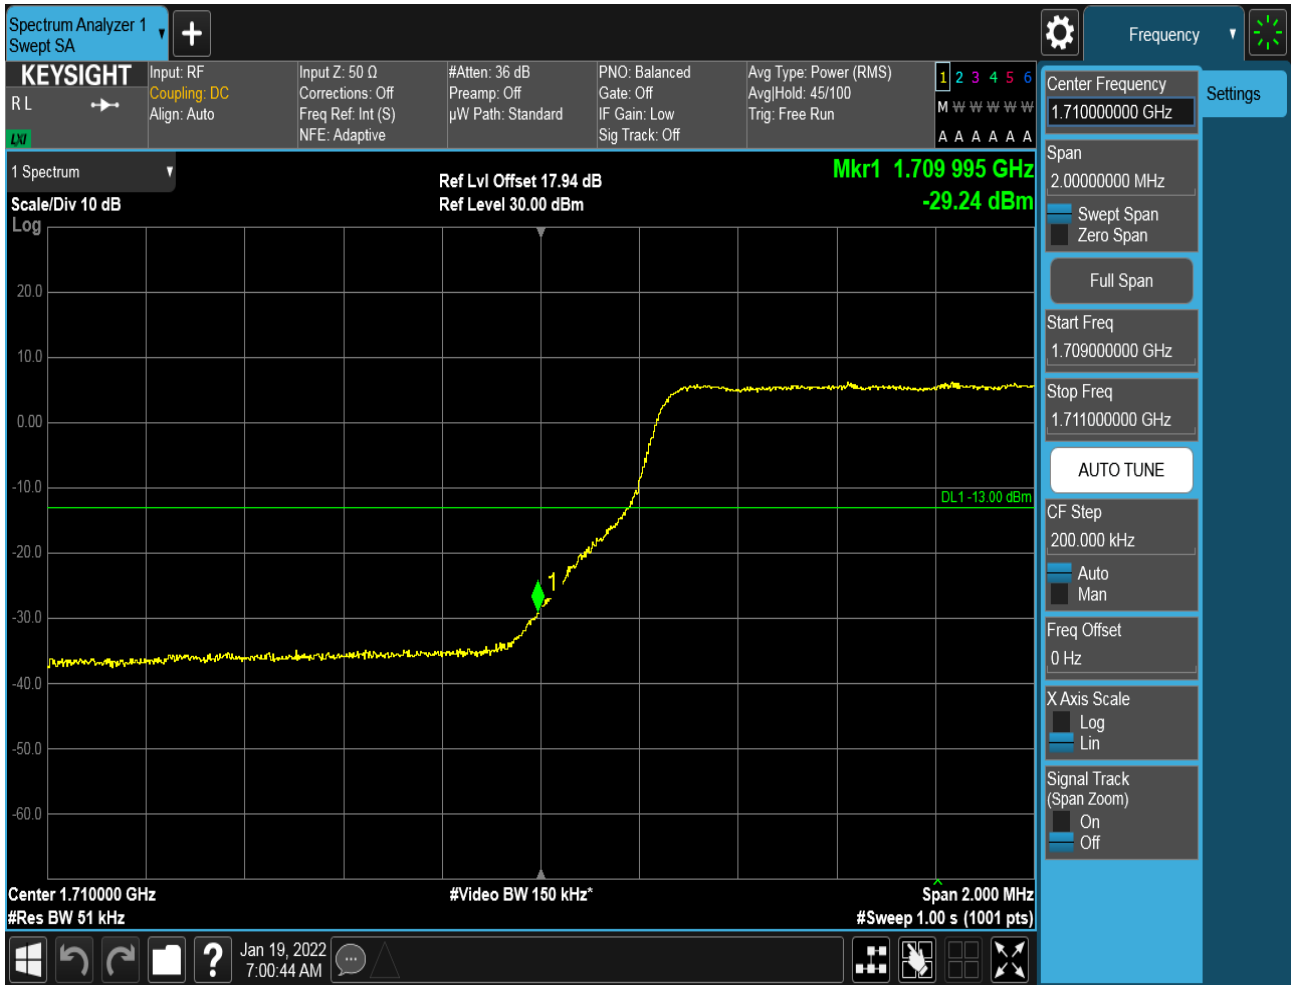 Spectrum Analyzer 1
Swept SA
Frequency
KEYSIGHT
R L
LXI
Input: RF
Coupling: DC
Align: Auto
Input Z: 50 Ω
Corrections: Off
Freq Ref: Int (S)
NFE: Adaptive
#Atten: 36 dB
Preamp: Off
µW Path: Standard
PNO: Balanced
Gate: Off
IF Gain: Low
Sig Track: Off
Avg Type: Power (RMS)
Avg|Hold: 45/100
Trig: Free Run
1 2 3 4 5 6
M W W W W W
A A A A A A
1 Spectrum
Scale/Div 10 dB
Log
Ref Lvl Offset 17.94 dB
Ref Level 30.00 dBm
Mkr1 1.709 995 GHz
-29.24 dBm
20.0
10.0
0.00
-10.0
-20.0
-30.0
-40.0
-50.0
-60.0
DL1 -13.00 dBm
1
Center 1.710000 GHz
#Res BW 51 kHz
#Video BW 150 kHz*
Span 2.000 MHz
#Sweep 1.00 s (1001 pts)
Center Frequency
1.710000000 GHz
Settings
Span
2.00000000 MHz
Swept Span
Zero Span
Full Span
Start Freq
1.709000000 GHz
Stop Freq
1.711000000 GHz
AUTO TUNE
CF Step
200.000 kHz
Auto
Man
Freq Offset
0 Hz
X Axis Scale
Log
Lin
Signal Track
(Span Zoom)
On
Off
?
Jan 19, 2022
7:00:44 AM